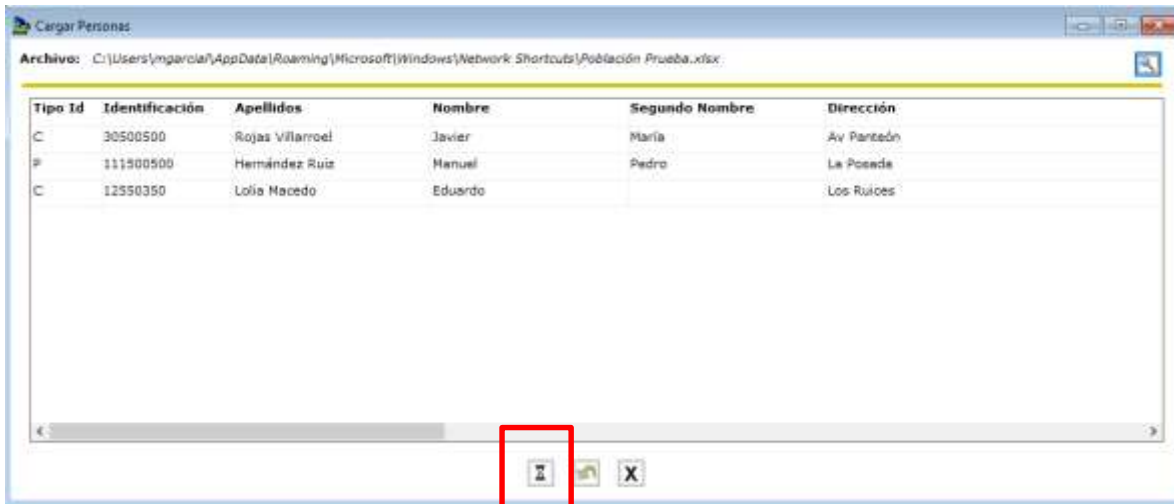 Cargar Personas
Archivo: C:\Users\mgarcial\AppData\Roaming\Microsoft\Windows\Network Shortcuts\Población Prueba.xlsx
Tipo Id Identificación Apellidos Nombre Segundo Nombre Dirección
C 30500500 Rojas Villarroel Javier María Av Panteón
P 111500500 Hernández Ruiz Manuel Pedro La Posada
C 12550350 Lolia Macedo Eduardo Los Ruices
X